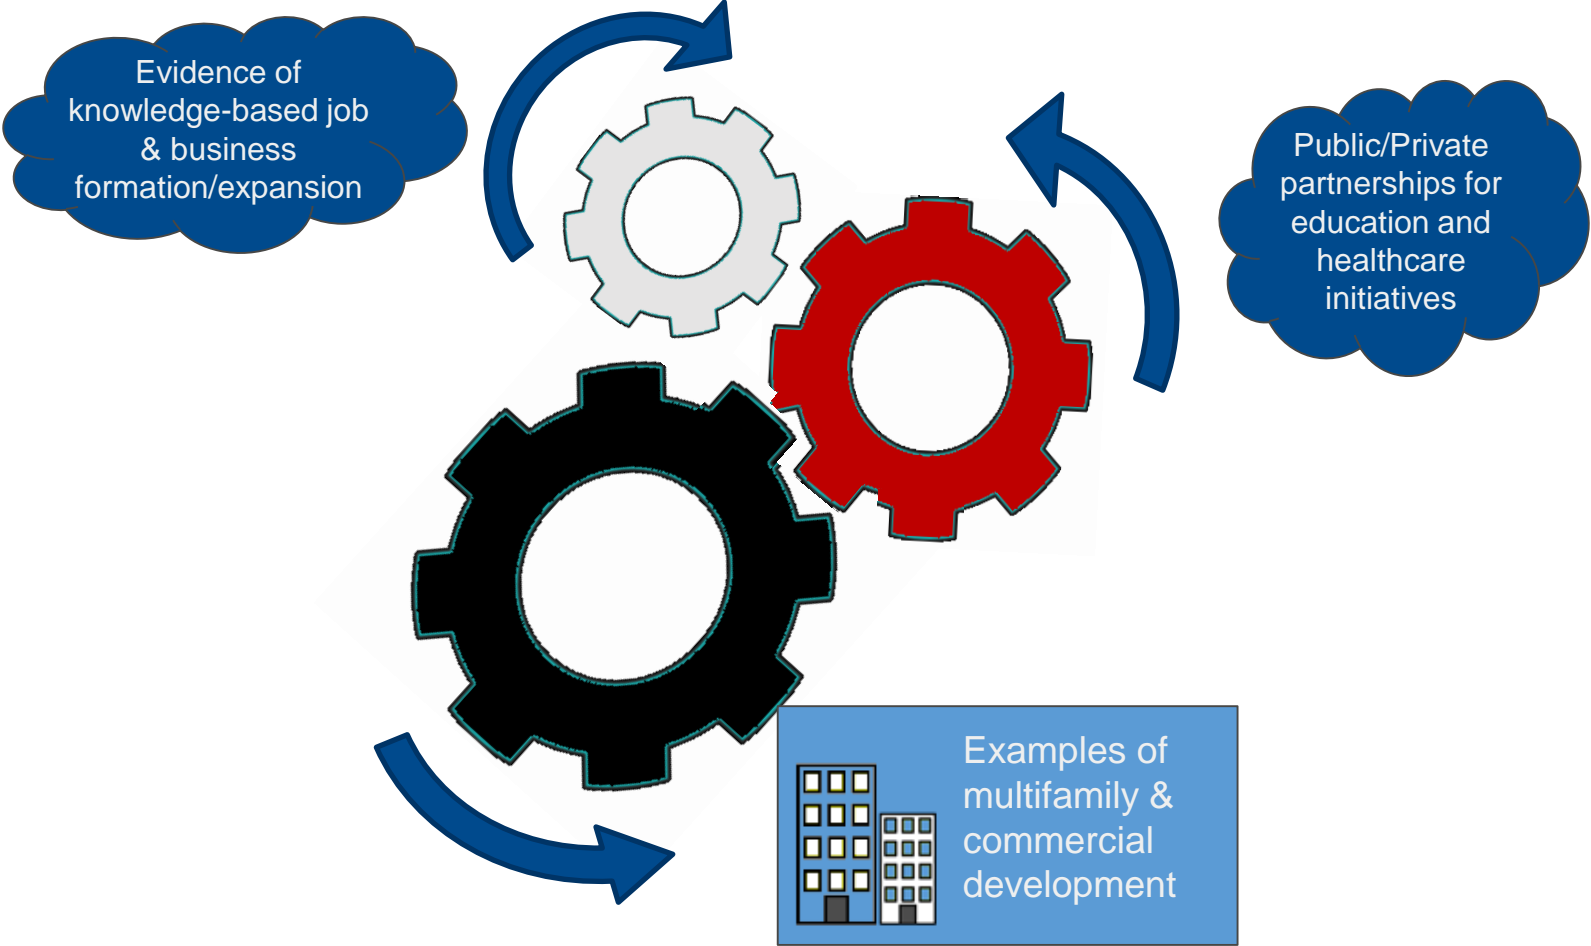 Evidence of
knowledge-based job
& business
formation/expansion
Public/Private
partnerships for
education and
healthcare
initiatives
Examples of
multifamily &
commercial
development